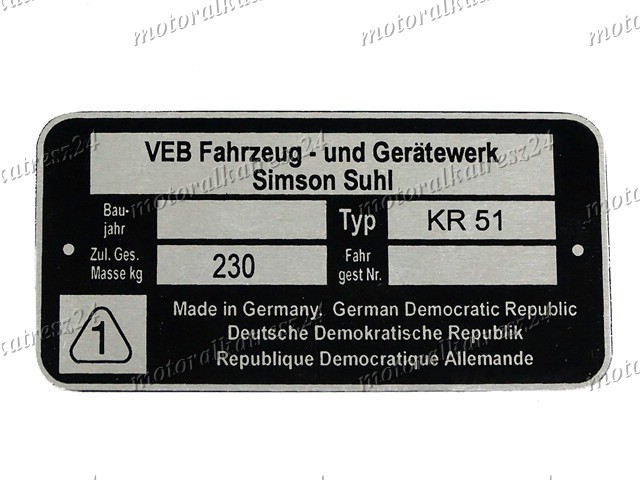 motoralkatresz24
VEB Fahrzeug - und Gerätewerk
Simson Suhl
Bau-
jahr
Typ KR 51
Zul. Ges.
Masse kg
230
Fahr
gest Nr.
1
Made in Germany. German Democratic Republic
Deutsche Demokratische Republik
Republique Democratique Allemande